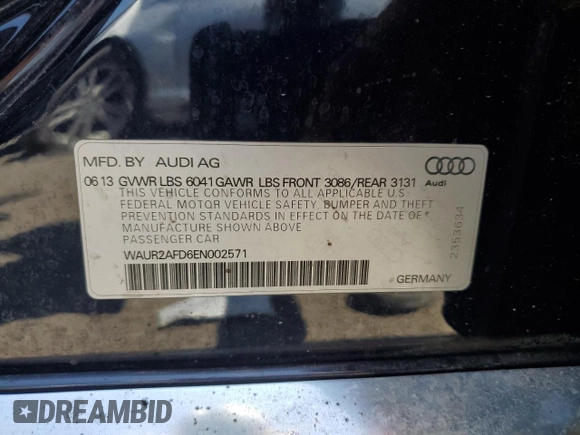 MFD. BY AUDI AG
06 13 GVWR LBS 6041 GAWR LBS FRONT 3086/REAR 3131
Audi
THIS VEHICLE CONFORMS TO ALL APPLICABLE U.S.
FEDERAL MOTOR VEHICLE SAFETY, BUMPER AND THEFT
PREVENTION STANDARDS IN EFFECT ON THE DATE OF
MANUFACTURE SHOWN ABOVE
PASSENGER CAR
WAUR2AFD6EN002571
GERMANY
2353634
DREAMBID